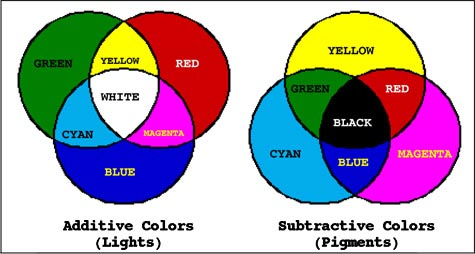 GREEN
YELLOW
RED
WHITE
CYAN
MAGENTA
BLUE
Additive Colors
(Lights)
YELLOW
GREEN
RED
BLACK
CYAN
BLUE
MAGENTA
Subtractive Colors
(Pigments)